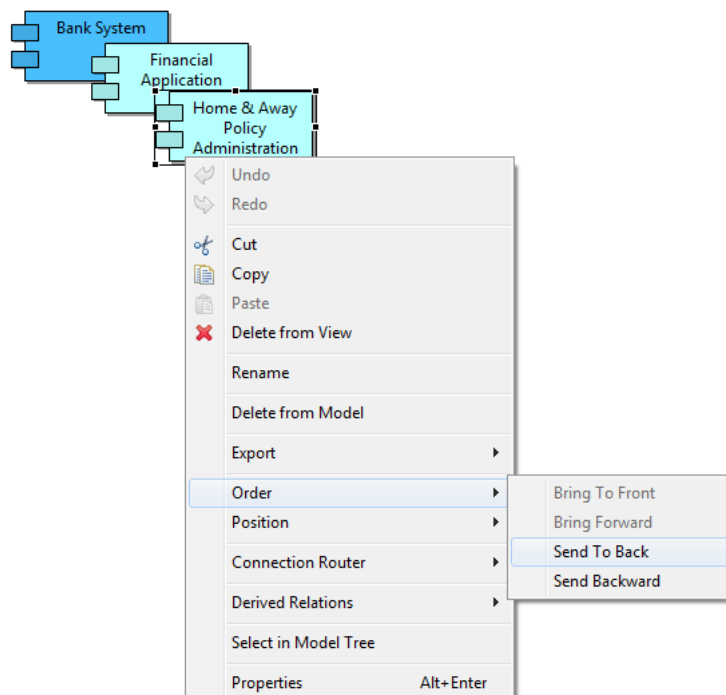 Bank System
Financial
Application
Home & Away
Policy
Administration
Undo
Redo
Cut
Copy
Paste
Delete from View
Rename
Delete from Model
Export
Order
Bring To Front
Position
Bring Forward
Send To Back
Connection Router
Send Backward
Derived Relations
Select in Model Tree
Properties Alt+Enter